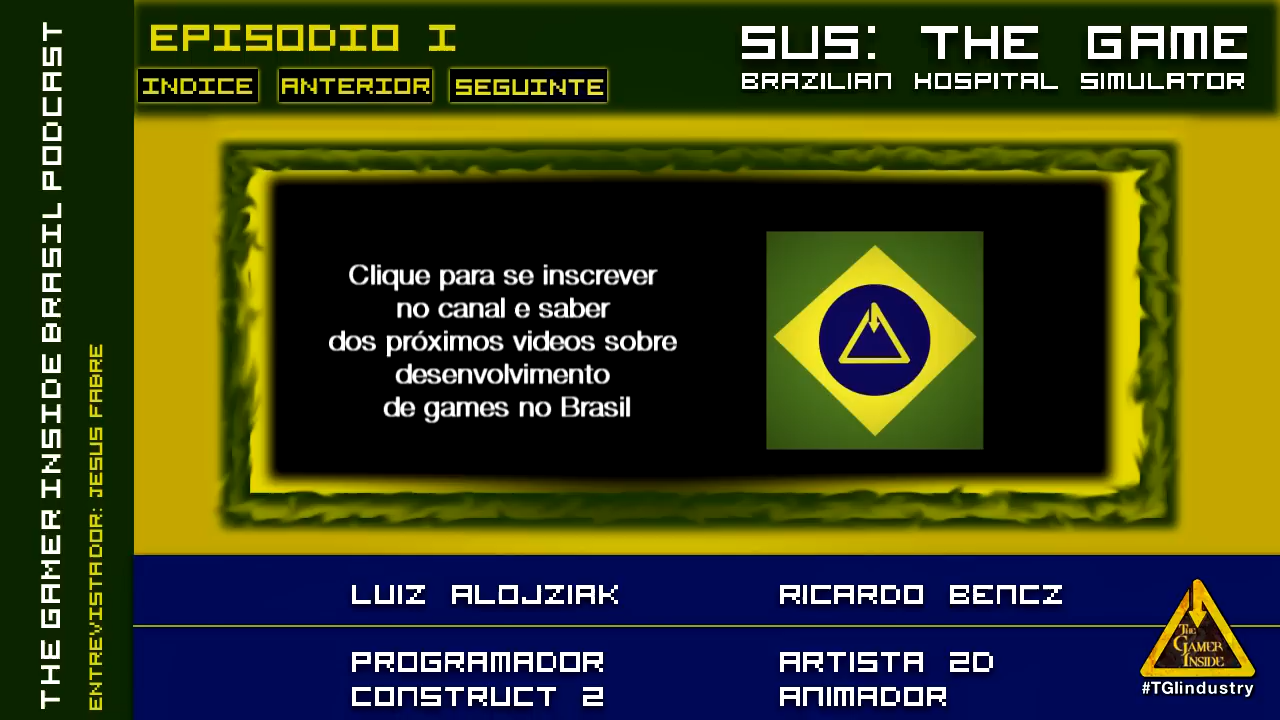 THE GAMER INSIDE BRASIL PODCAST
ENTREVISTADOR: JESUS FABRE
EPISODIO I
INDICE ANTERIOR SEGUINTE
SUS: THE GAME
BRAZILIAN HOSPITAL SIMULATOR
Clique para se inscrever
no canal e saber
dos próximos videos sobre
desenvolvimento
de games no Brasil
LUIZ ALOJZIAK
PROGRAMADOR
CONSTRUCT 2
RICARDO BENCZ
ARTISTA 2D
ANIMADOR
THE
GAMER
INSIDE
#TGIindustry